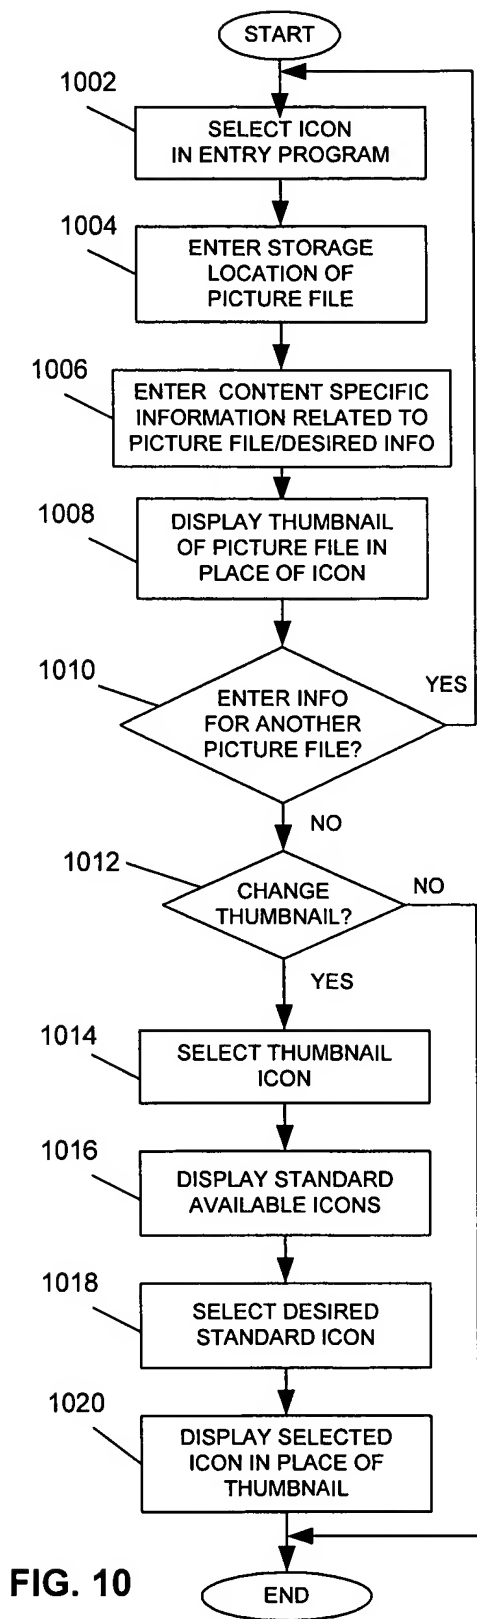 START
1002
SELECT ICON
IN ENTRY PROGRAM
1004
ENTER STORAGE
LOCATION OF
PICTURE FILE
1006
ENTER CONTENT SPECIFIC
INFORMATION RELATED TO
PICTURE FILE/DESIRED INFO
1008
DISPLAY THUMBNAIL
OF PICTURE FILE IN
PLACE OF ICON
1010
ENTER INFO
FOR ANOTHER
PICTURE FILE?
YES
NO
1012
CHANGE
THUMBNAIL?
NO
YES
1014
SELECT THUMBNAIL
ICON
1016
DISPLAY STANDARD
AVAILABLE ICONS
1018
SELECT DESIRED
STANDARD ICON
1020
DISPLAY SELECTED
ICON IN PLACE OF
THUMBNAIL
FIG. 10
END